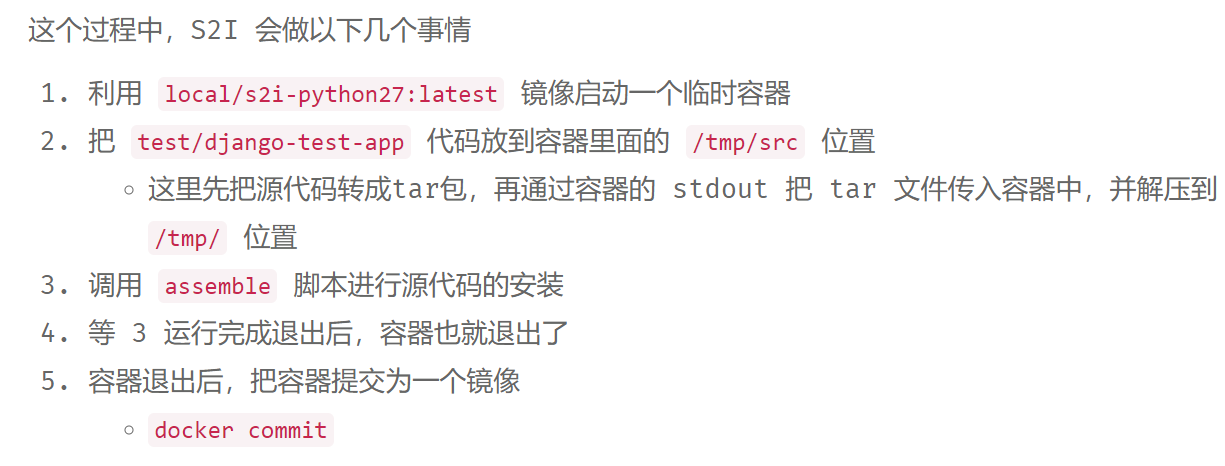 这个过程中，S2I 会做以下几个事情
1. 利用 local/s2i-python27:latest 镜像启动一个临时容器
2. 把 test/django-test-app 代码放到容器里面的 /tmp/src 位置
◦ 这里先把源代码转成tar包，再通过容器的 stdout 把 tar 文件传入容器中，并解压到
/tmp/ 位置
3. 调用 assemble 脚本进行源代码的安装
4. 等 3 运行完成退出后，容器也就退出了
5. 容器退出后，把容器提交为一个镜像
◦ docker commit